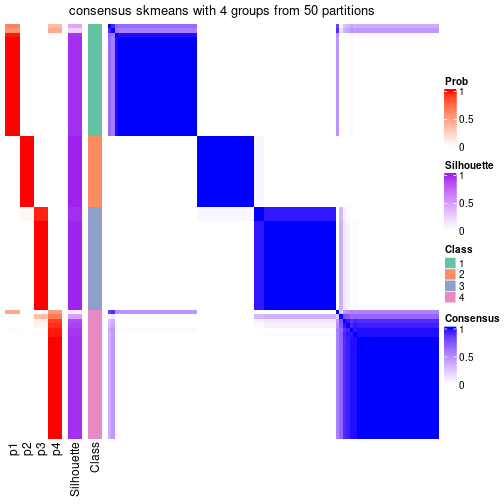 consensus skmeans with 4 groups from 50 partitions
Prob
1
0.5
0
Silhouette
1
0.5
0
Class
1
2
3
4
Consensus
1
0.5
0
p1
p2
p3
p4
Silhouette
Class